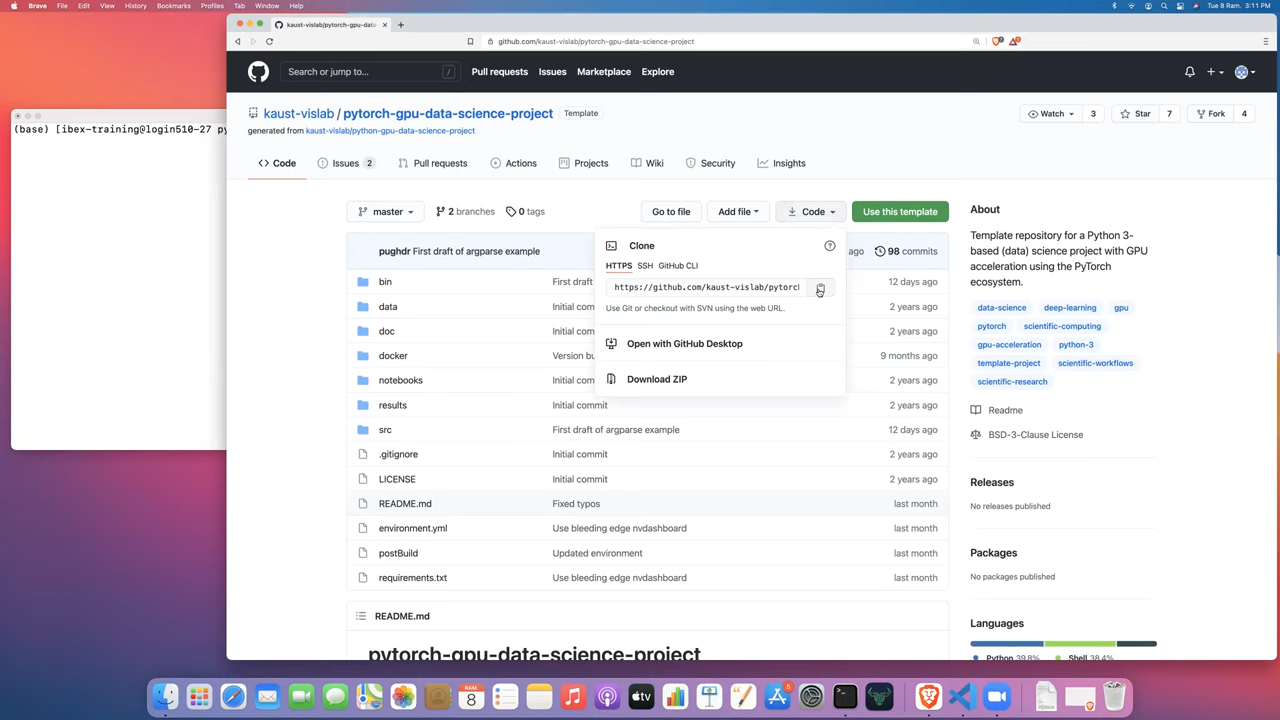 Brave File Edit View History Bookmarks Profiles Tab Window Help
Tue 8 Ram. 3:11 PM
kaust-vislab/pytorch-gpu-data-
github.com/kaust-vislab/pytorch-gpu-data-science-project
Search or jump to... /
Pull requests Issues Marketplace Explore
(base) [ibex-training@login510-27 py
kaust-vislab / pytorch-gpu-data-science-project Template
generated from kaust-vislab/python-gpu-data-science-project
Watch 3 Star 7 Fork 4
Code Issues 2 Pull requests Actions Projects Wiki Security Insights
master 2 branches 0 tags Go to file Add file Code Use this template
pughdr First draft of argparse example ago 98 commits
Clone
HTTPS SSH GitHub CLI
https://github.com/kaust-vislab/pytorc
Use Git or checkout with SVN using the web URL.
Open with GitHub Desktop
Download ZIP
bin First draft 12 days ago
data Initial com 2 years ago
doc Initial com 2 years ago
docker Version bu 9 months ago
notebooks Initial com 2 years ago
results Initial commit 2 years ago
src First draft of argparse example 12 days ago
.gitignore Initial commit 2 years ago
LICENSE Initial commit 2 years ago
README.md Fixed typos last month
environment.yml Use bleeding edge nvdashboard last month
postBuild Updated environment last month
requirements.txt Use bleeding edge nvdashboard last month
README.md
pytorch-gpu-data-science-project
About
Template repository for a Python 3-
based (data) science project with GPU
acceleration using the PyTorch
ecosystem.
data-science deep-learning gpu
pytorch scientific-computing
gpu-acceleration python-3
template-project scientific-workflows
scientific-research
Readme
BSD-3-Clause License
Releases
No releases published
Packages
No packages published
Languages
Python 39.8% Shell 38.4%
RAM.
8
tv
5